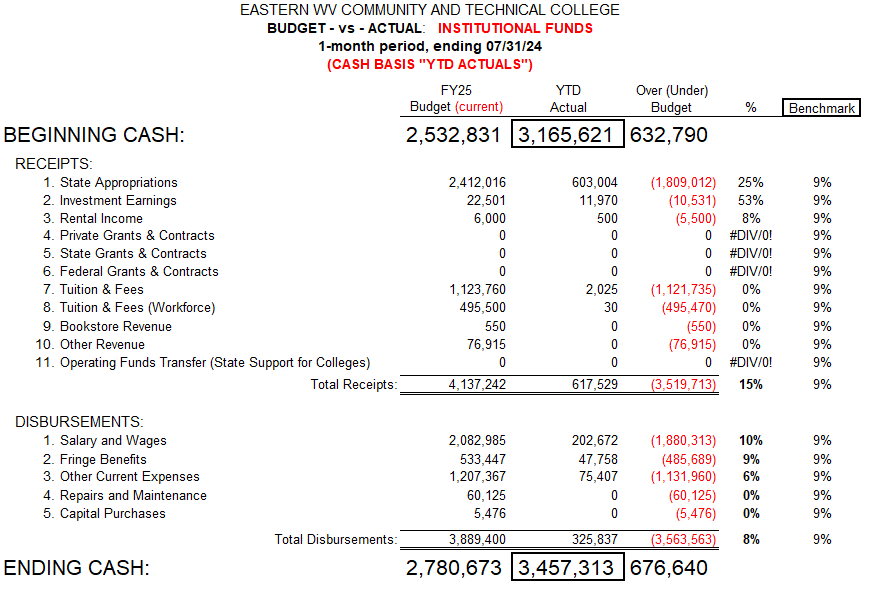 EASTERN WV COMMUNITY AND TECHNICAL COLLEGE
BUDGET - vs - ACTUAL: INSTITUTIONAL FUNDS
1-month period, ending 07/31/24
(CASH BASIS "YTD ACTUALS")
FY25 YTD Over (Under)
Budget (current) Actual Budget % Benchmark
BEGINNING CASH: 2,532,831 3,165,621 632,790
RECEIPTS:
1. State Appropriations 2,412,016 603,004 (1,809,012) 25% 9%
2. Investment Earnings 22,501 11,970 (10,531) 53% 9%
3. Rental Income 6,000 500 (5,500) 8% 9%
4. Private Grants & Contracts 0 0 0 #DIV/0! 9%
5. State Grants & Contracts 0 0 0 #DIV/0! 9%
6. Federal Grants & Contracts 0 0 0 #DIV/0! 9%
7. Tuition & Fees 1,123,760 2,025 (1,121,735) 0% 9%
8. Tuition & Fees (Workforce) 495,500 30 (495,470) 0% 9%
9. Bookstore Revenue 550 0 (550) 0% 9%
10. Other Revenue 76,915 0 (76,915) 0% 9%
11. Operating Funds Transfer (State Support for Colleges) 0 0 0 #DIV/0! 9%
Total Receipts: 4,137,242 617,529 (3,519,713) 15% 9%
DISBURSEMENTS:
1. Salary and Wages 2,082,985 202,672 (1,880,313) 10% 9%
2. Fringe Benefits 533,447 47,758 (485,689) 9% 9%
3. Other Current Expenses 1,207,367 75,407 (1,131,960) 6% 9%
4. Repairs and Maintenance 60,125 0 (60,125) 0% 9%
5. Capital Purchases 5,476 0 (5,476) 0% 9%
Total Disbursements: 3,889,400 325,837 (3,563,563) 8% 9%
ENDING CASH: 2,780,673 3,457,313 676,640